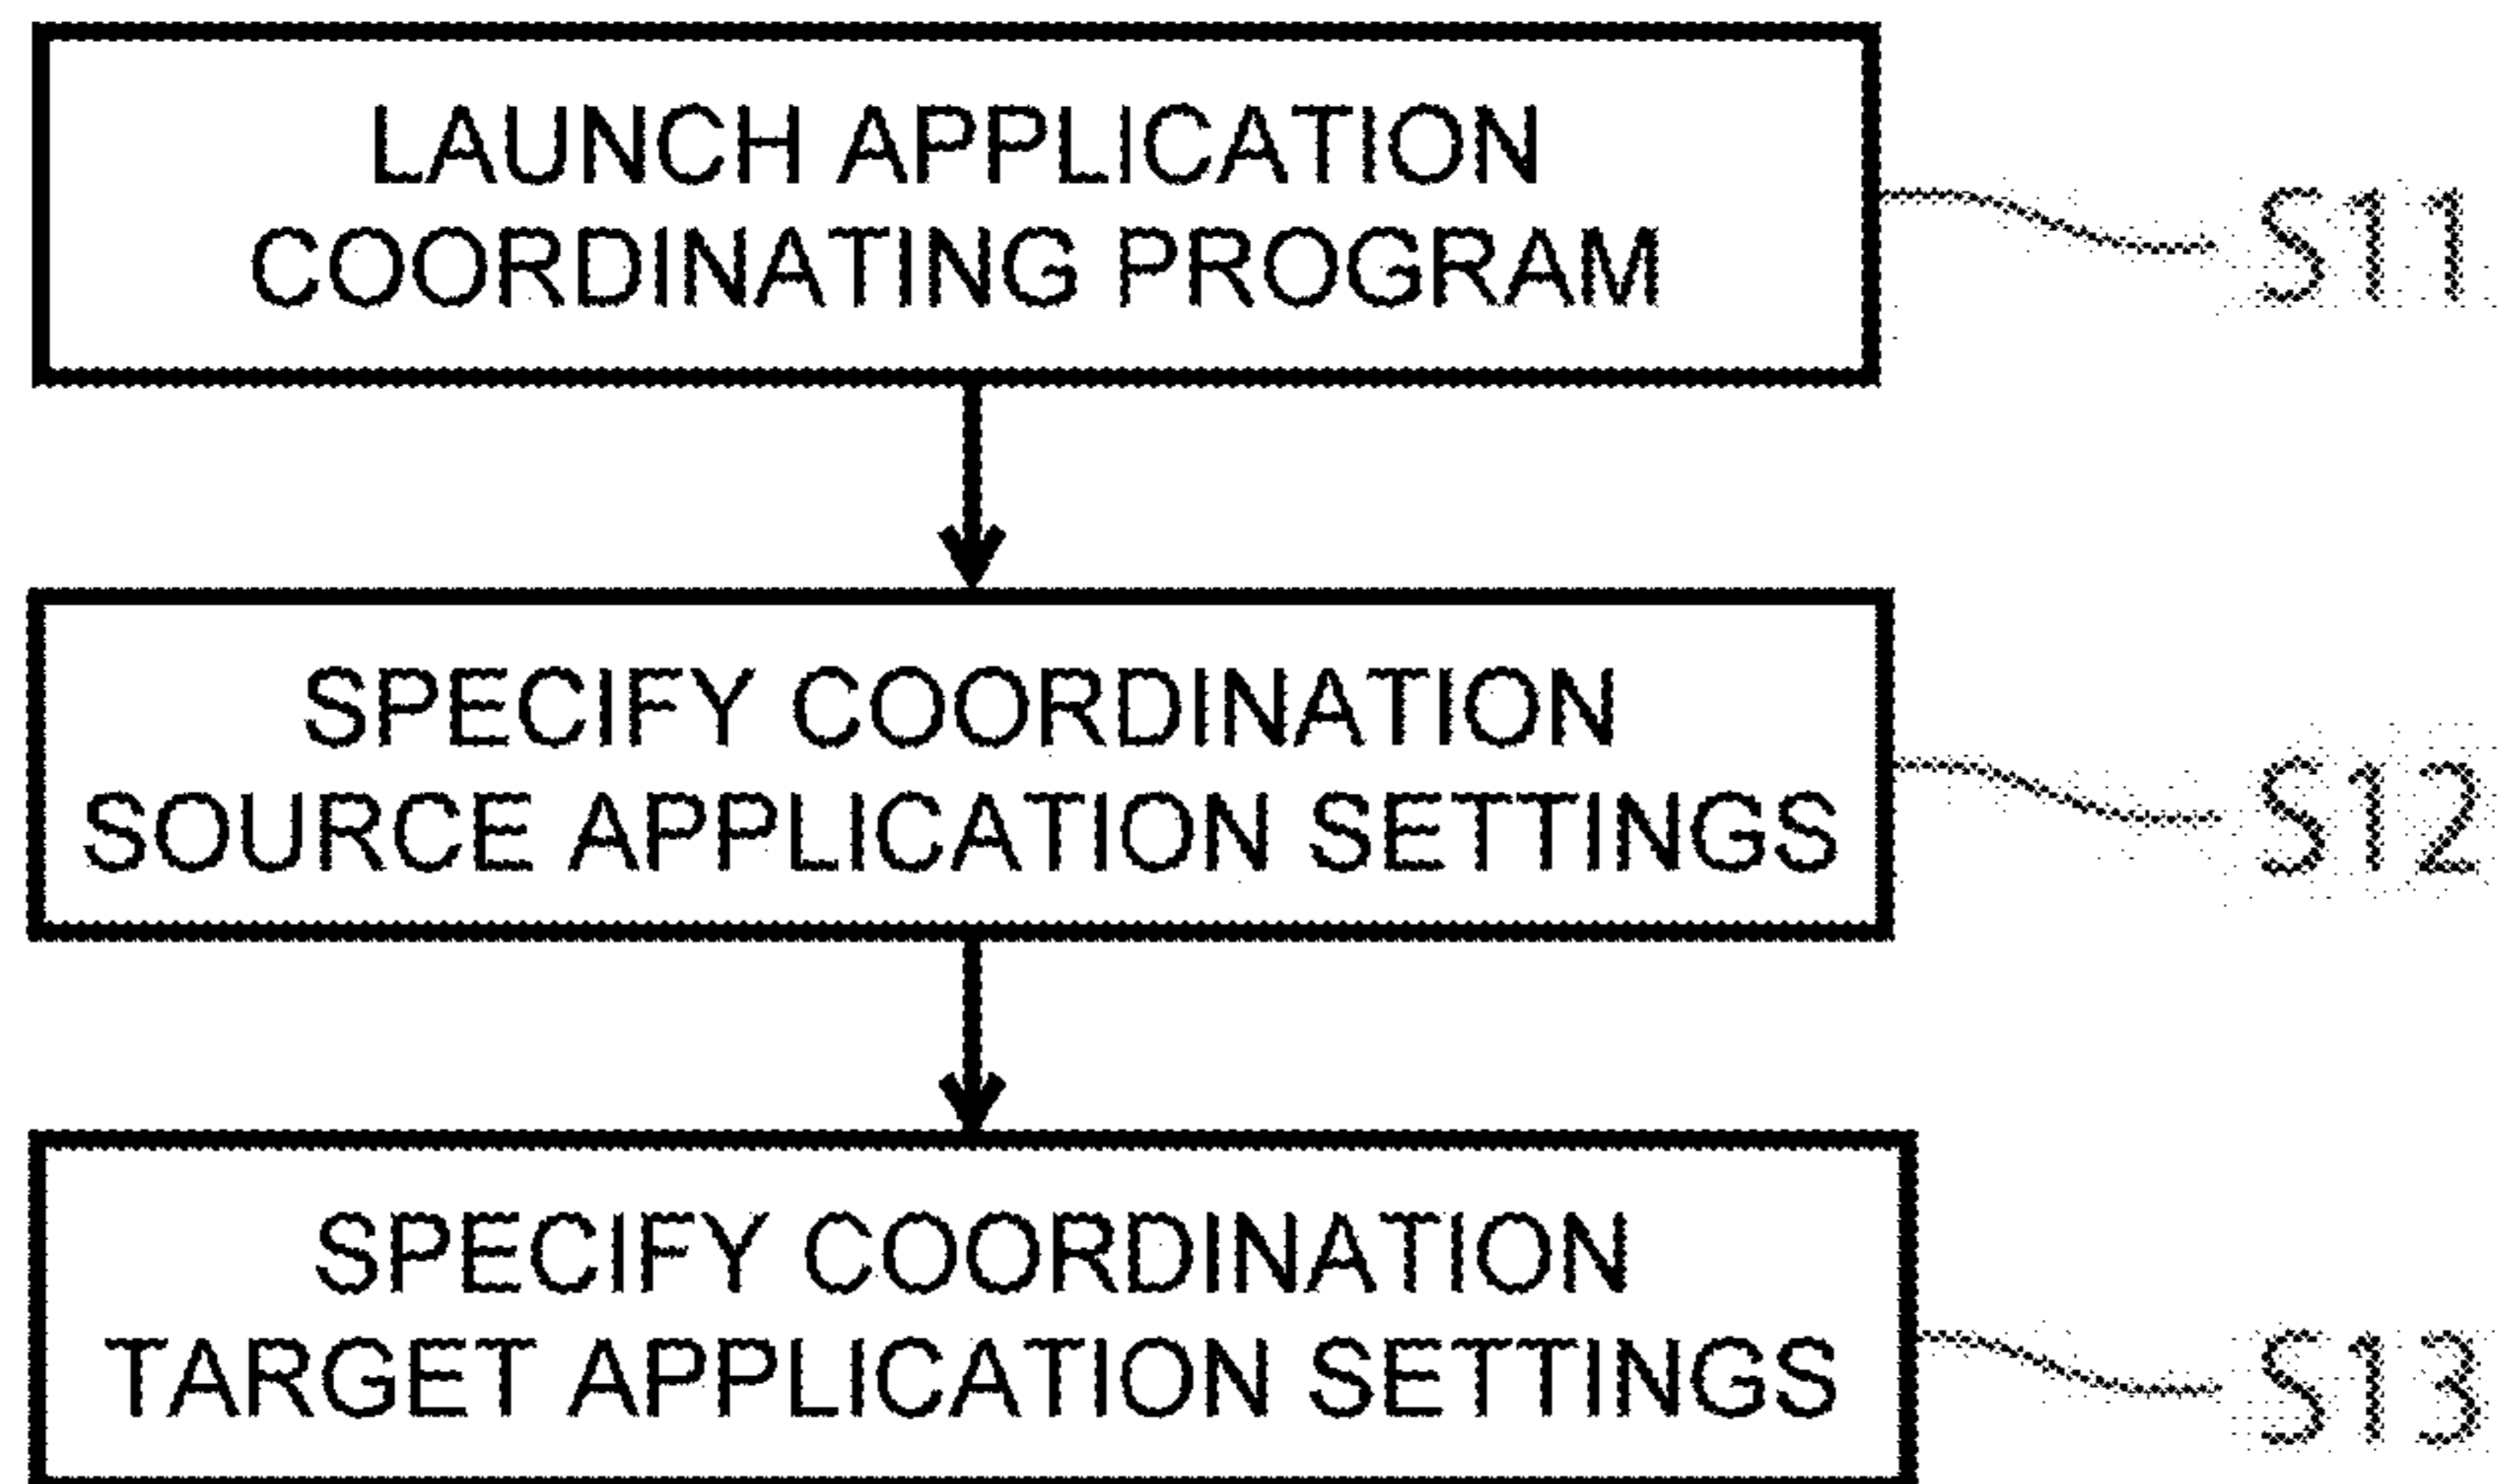 LAUNCH APPLICATION
COORDINATING PROGRAM
S11
SPECIFY COORDINATION
SOURCE APPLICATION SETTINGS
S12
SPECIFY COORDINATION
TARGET APPLICATION SETTINGS
S13